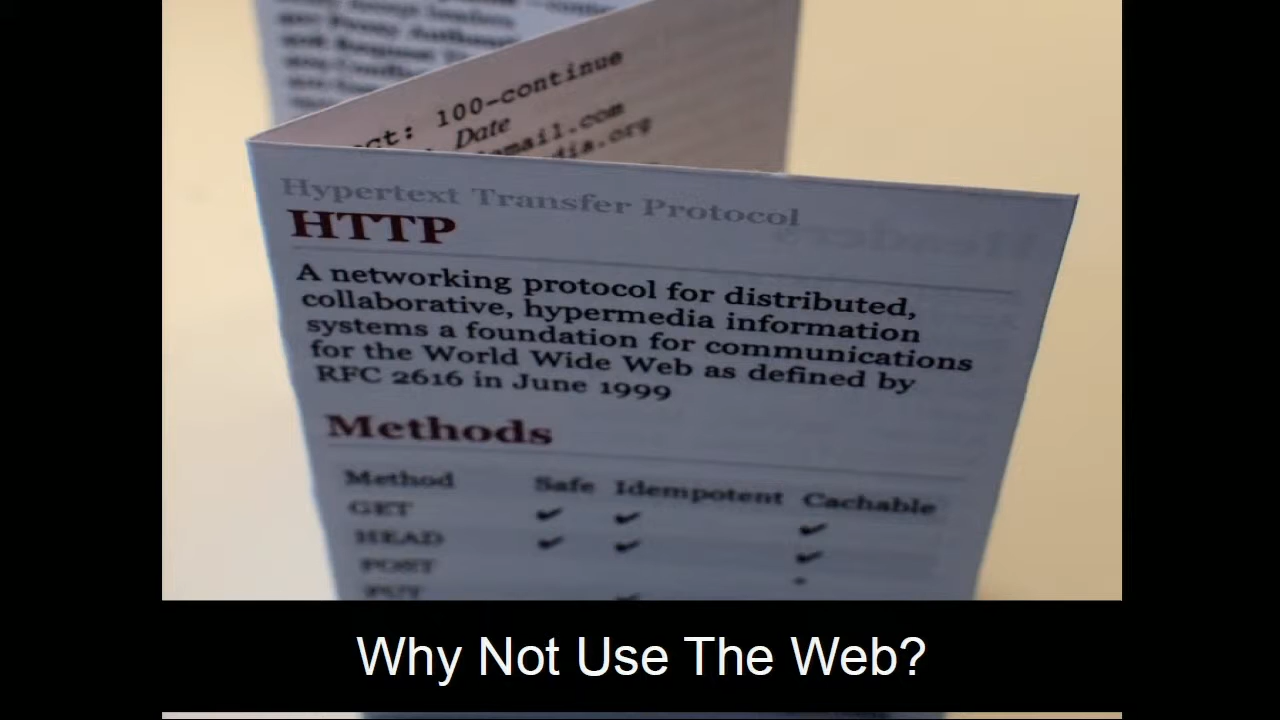 100-continue
Date
Hypertext Transfer Protocol
HTTP
A networking protocol for distributed,
collaborative, hypermedia information
systems a foundation for communications
for the World Wide Web as defined by
RFC 2616 in June 1999
Methods
Method Safe Idempotent Cachable
GET ✔ ✔ ✔
HEAD ✔ ✔ ✔
POST
PUT
Why Not Use The Web?